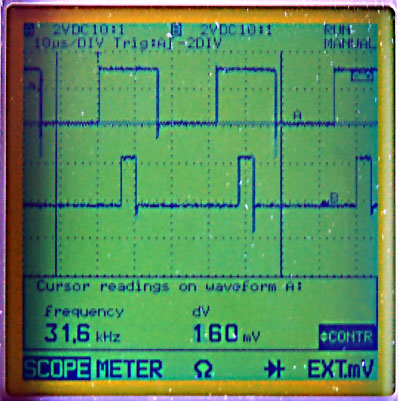 A 2VDC10:1 B 2VDC10:1 RUN
10µs/DIV Trig:A∫ -2DIV MANUAL
A
B
Cursor readings on waveform A:
frequency dV
31.6 kHz 160 mV
CONTR
SCOPE METER Ω EXT.mV